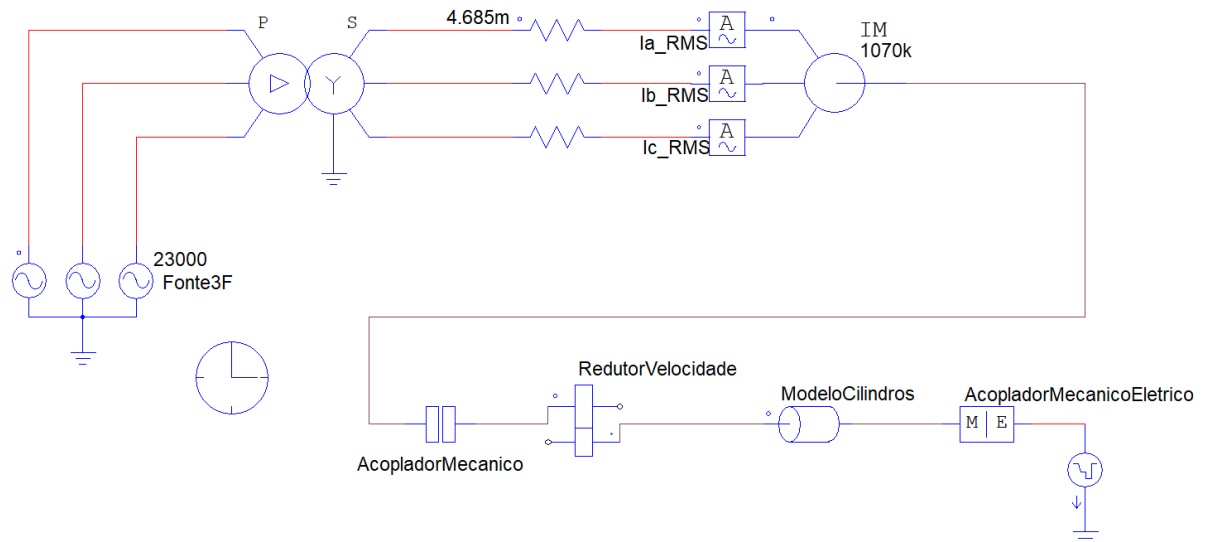 P
S
4.685m
A
Ia_RMS
IM
1070k
A
Ib_RMS
A
Ic_RMS
23000
Fonte3F
RedutorVelocidade
ModeloCilindros
AcopladorMecanicoEletrico
M E
AcopladorMecanico